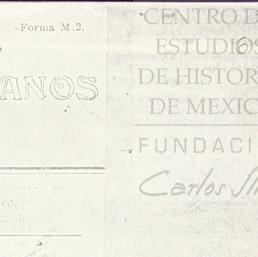 Forma M.2.
ANOS
CENTRO D
ESTUDIOS
DE HISTOR
DE MEXIC
FUNDACI
Carlos Sli